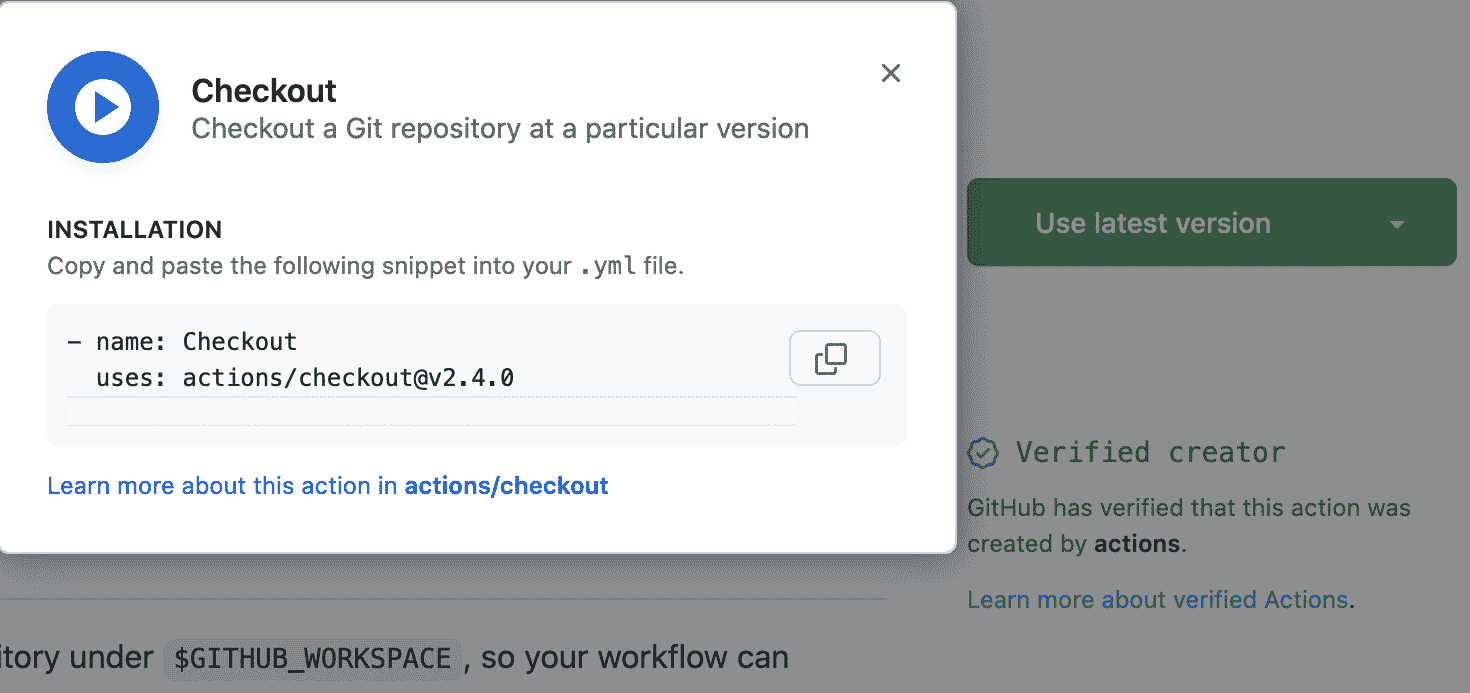 Checkout
Checkout a Git repository at a particular version
INSTALLATION
Copy and paste the following snippet into your .yml file.
- name: Checkout
uses: actions/checkout@v2.4.0
Learn more about this action in actions/checkout
Use latest version
Verified creator
GitHub has verified that this action was
created by actions.
Learn more about verified Actions.
itory under $GITHUB_WORKSPACE, so your workflow can